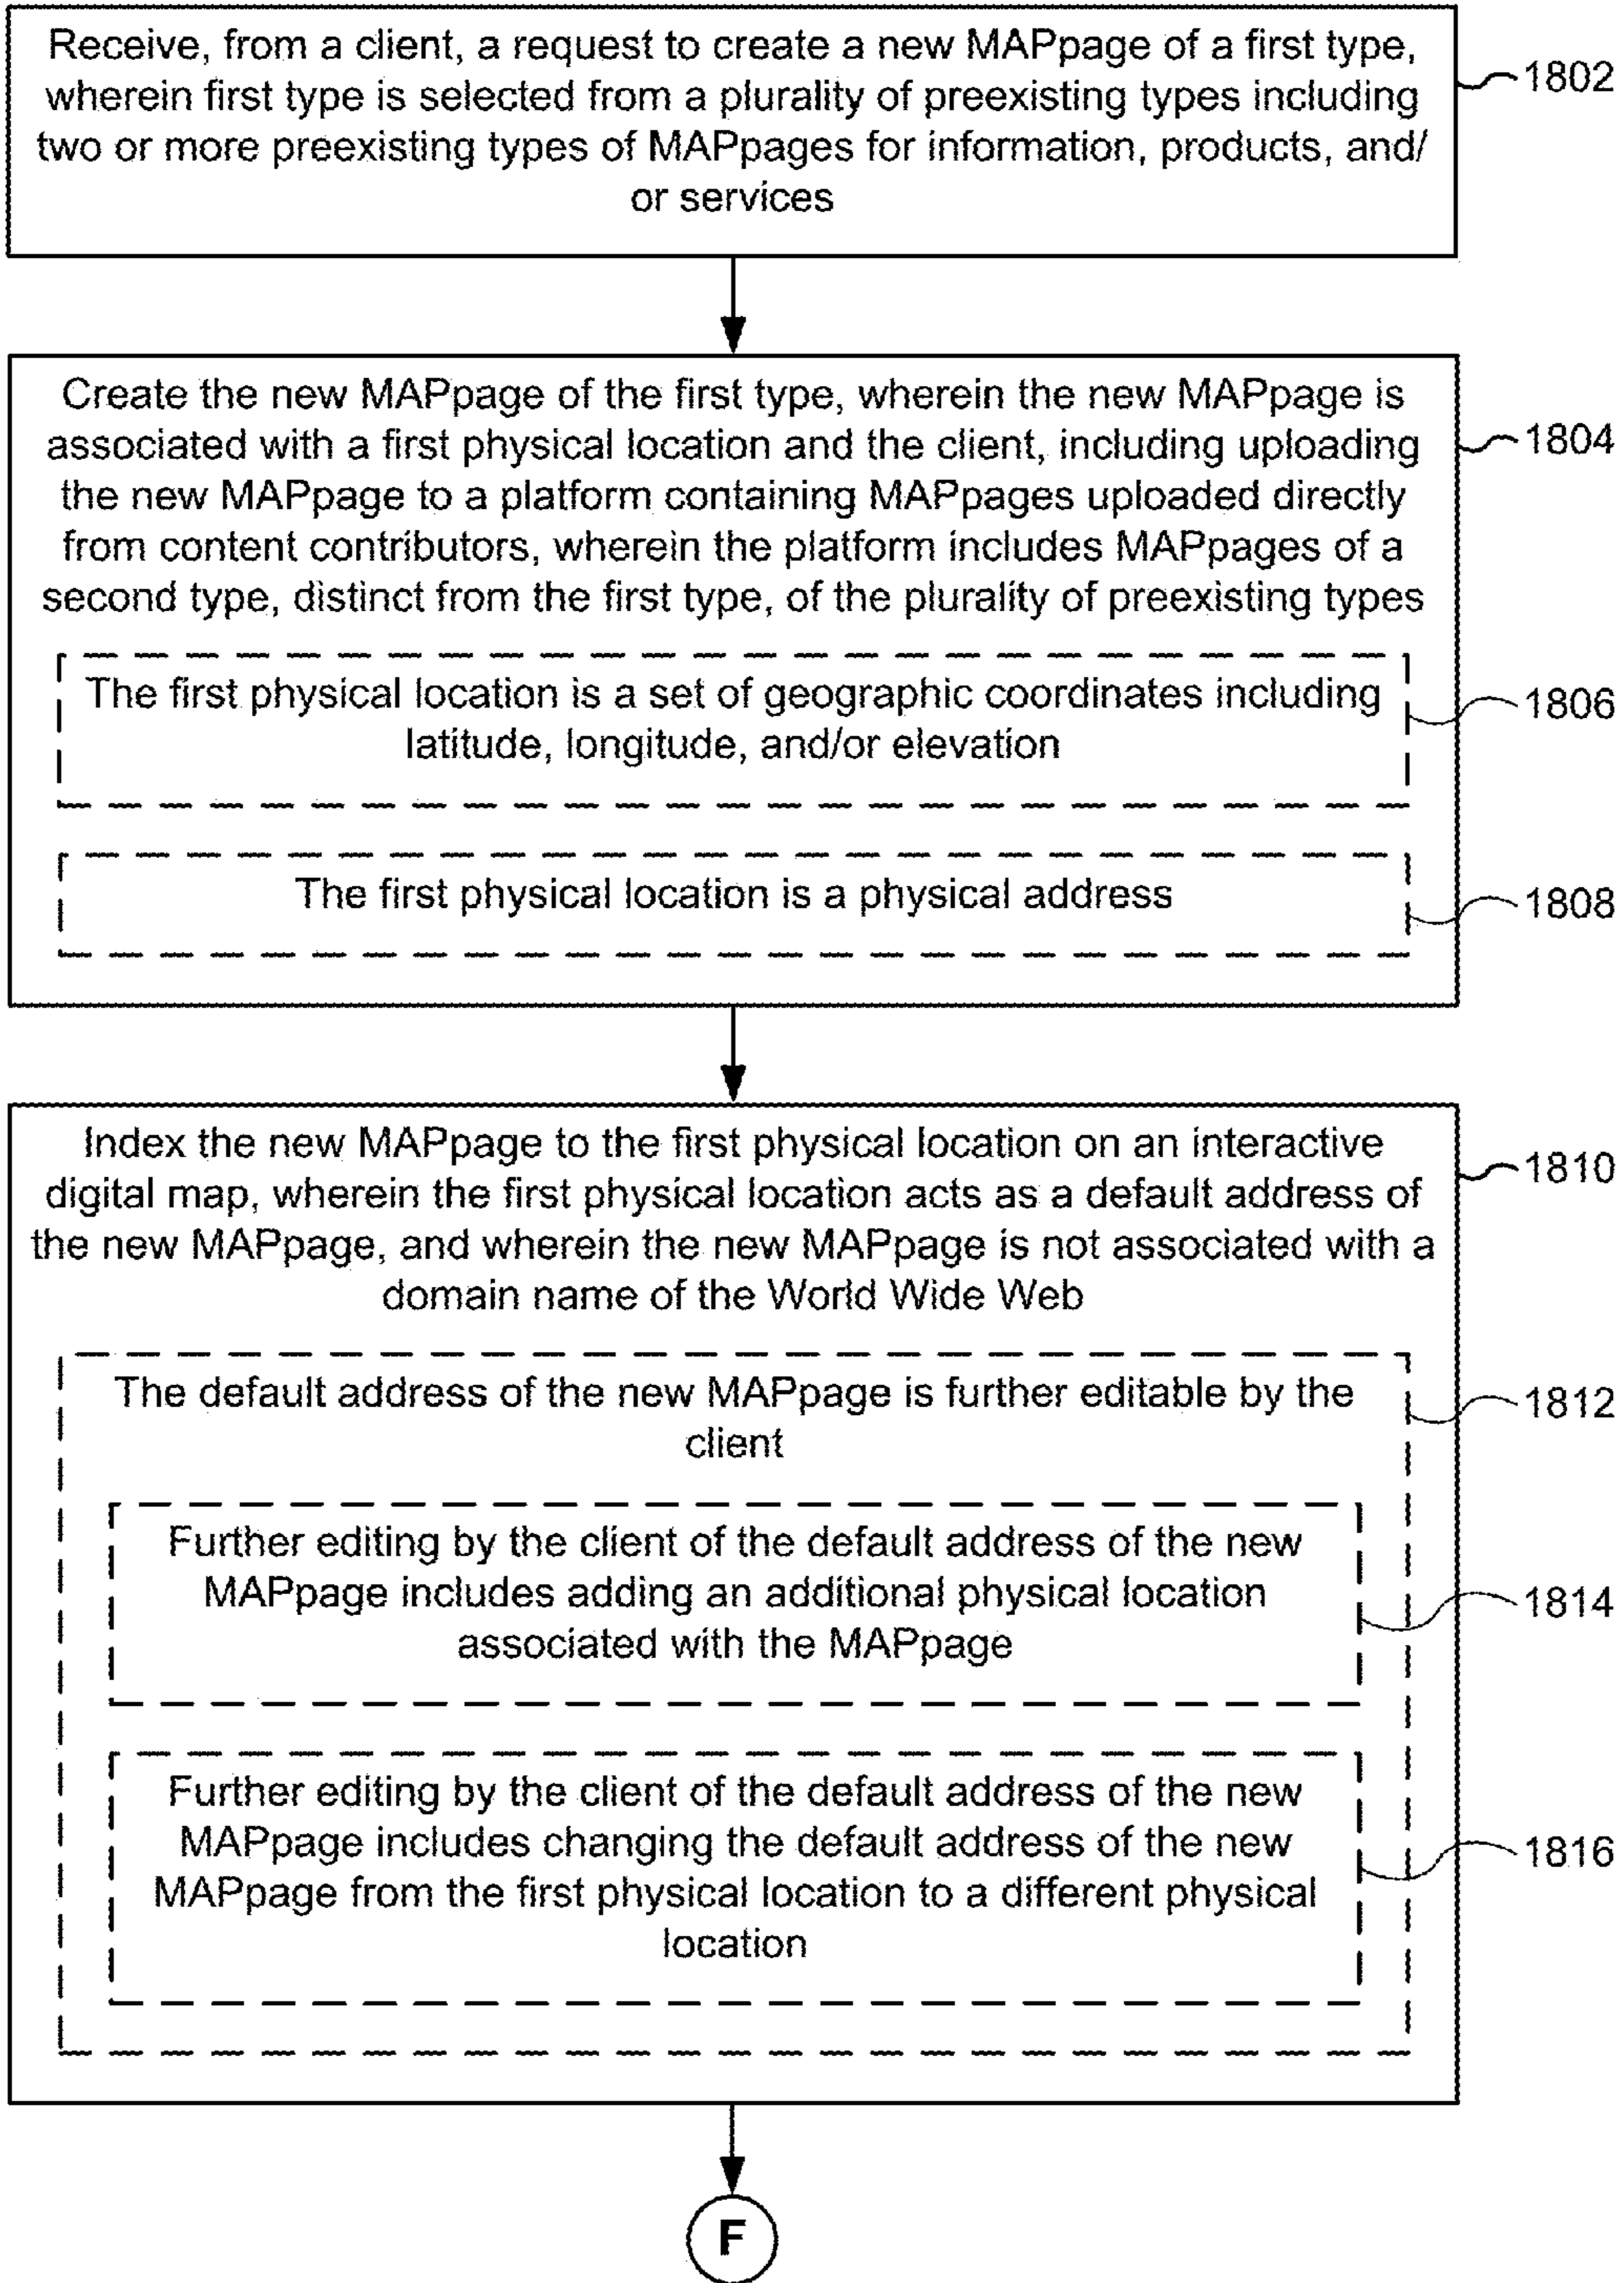 Receive, from a client, a request to create a new MAPpage of a first type,
wherein first type is selected from a plurality of preexisting types including
two or more preexisting types of MAPpages for information, products, and/
or services
1802
Create the new MAPpage of the first type, wherein the new MAPpage is
associated with a first physical location and the client, including uploading
the new MAPpage to a platform containing MAPpages uploaded directly
from content contributors, wherein the platform includes MAPpages of a
second type, distinct from the first type, of the plurality of preexisting types
1804
The first physical location is a set of geographic coordinates including
latitude, longitude, and/or elevation
1806
The first physical location is a physical address
1808
Index the new MAPpage to the first physical location on an interactive
digital map, wherein the first physical location acts as a default address of
the new MAPpage, and wherein the new MAPpage is not associated with a
domain name of the World Wide Web
1810
The default address of the new MAPpage is further editable by the
client
1812
Further editing by the client of the default address of the new
MAPpage includes adding an additional physical location
associated with the MAPpage
1814
Further editing by the client of the default address of the new
MAPpage includes changing the default address of the new
MAPpage from the first physical location to a different physical
location
1816
F